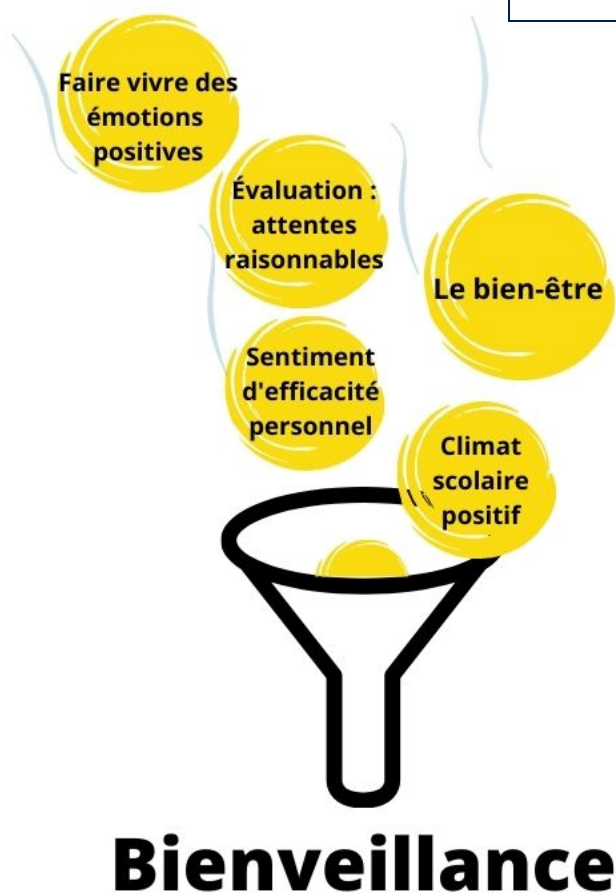 Faire vivre des
émotions
positives
Évaluation :
attentes
raisonnables
Le bien-être
Sentiment
d'efficacité
personnel
Climat
scolaire
positif
Bienveillance